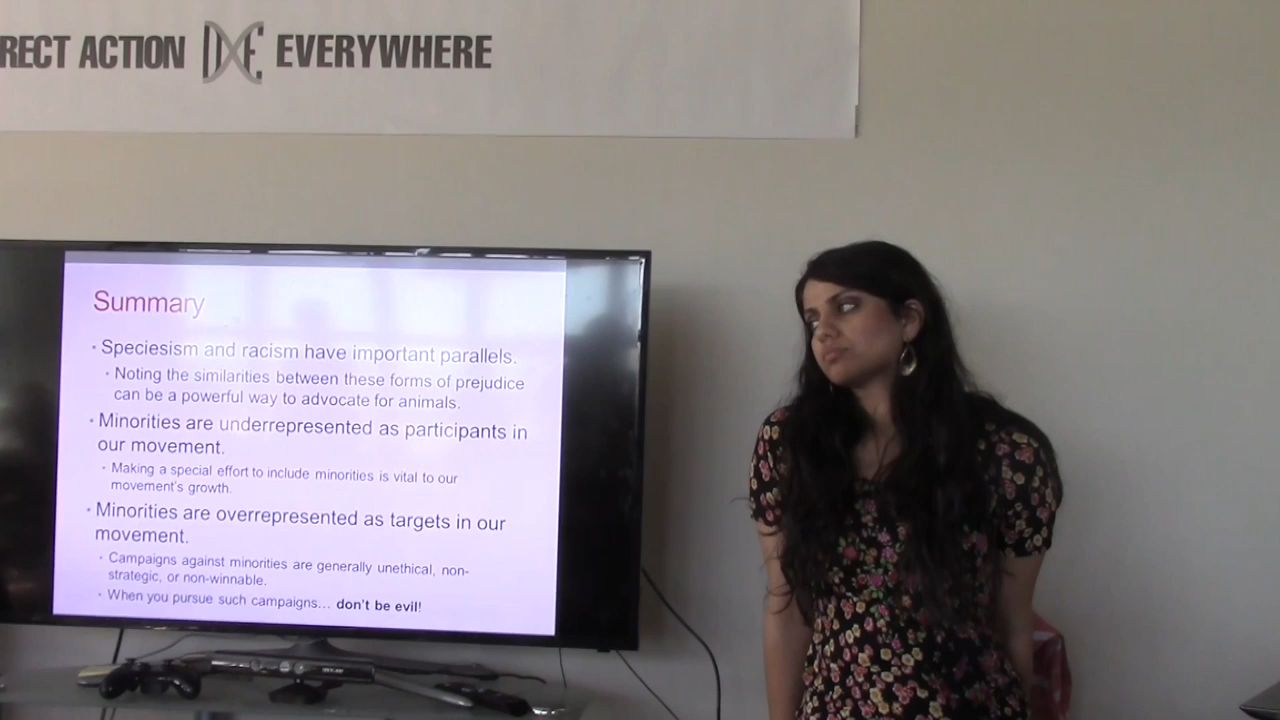 RECT ACTION DXE EVERYWHERE
Summary
• Speciesism and racism have important parallels.
• Noting the similarities between these forms of prejudice
can be a powerful way to advocate for animals.
• Minorities are underrepresented as participants in
our movement.
• Making a special effort to include minorities is vital to our
movement's growth.
• Minorities are overrepresented as targets in our
movement.
• Campaigns against minorities are generally unethical, non-
strategic, or non-winnable.
• When you pursue such campaigns... don't be evil!